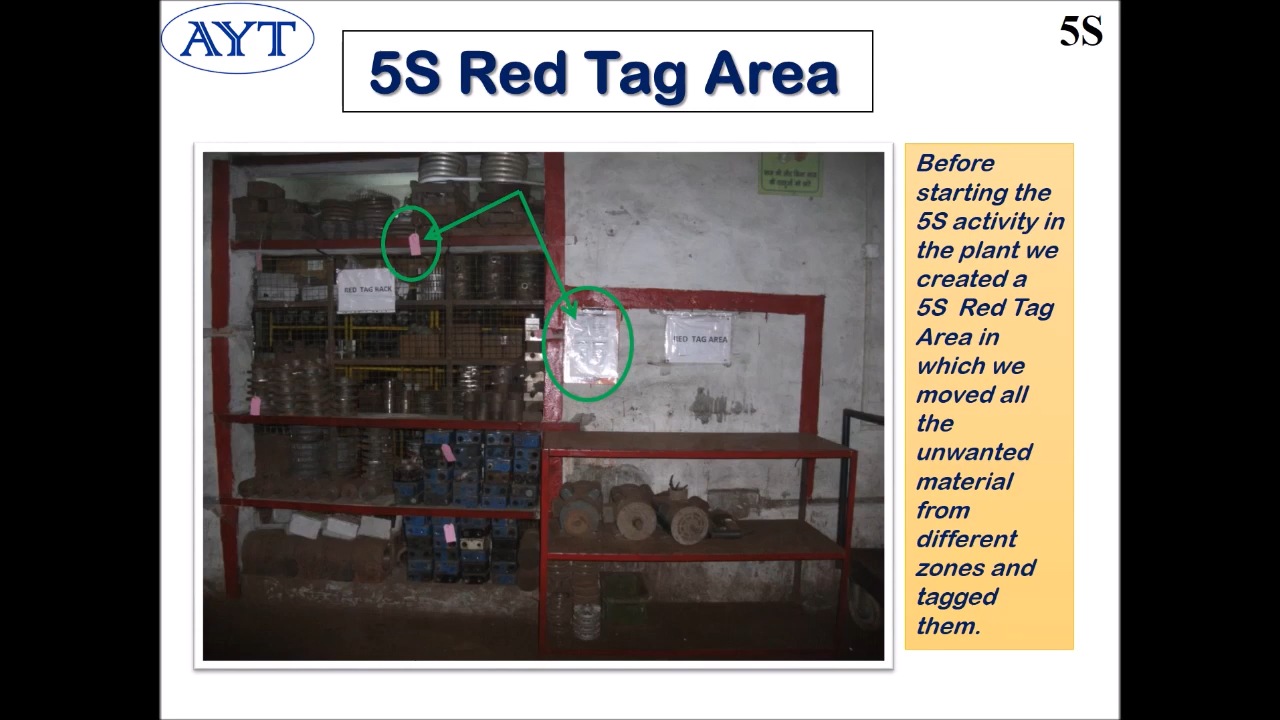 AYT
5S
5S Red Tag Area
RED TAG RACK
RED TAG AREA
Before
starting the
5S activity in
the plant we
created a
5S Red Tag
Area in
which we
moved all
the
unwanted
material
from
different
zones and
tagged
them.